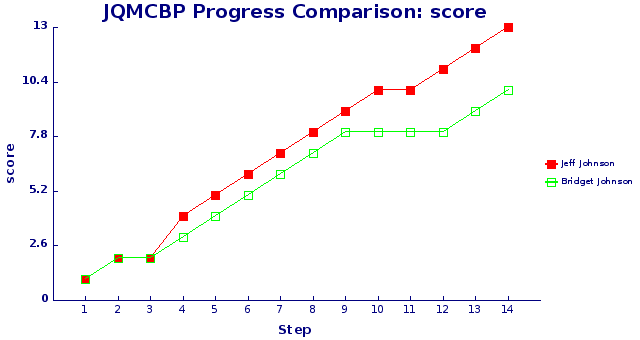 JQMCBP Progress Comparison: score
13
10.4
7.8
5.2
2.6
0
score
1 2 3 4 5 6 7 8 9 10 11 12 13 14
Step
Jeff Johnson
Bridget Johnson